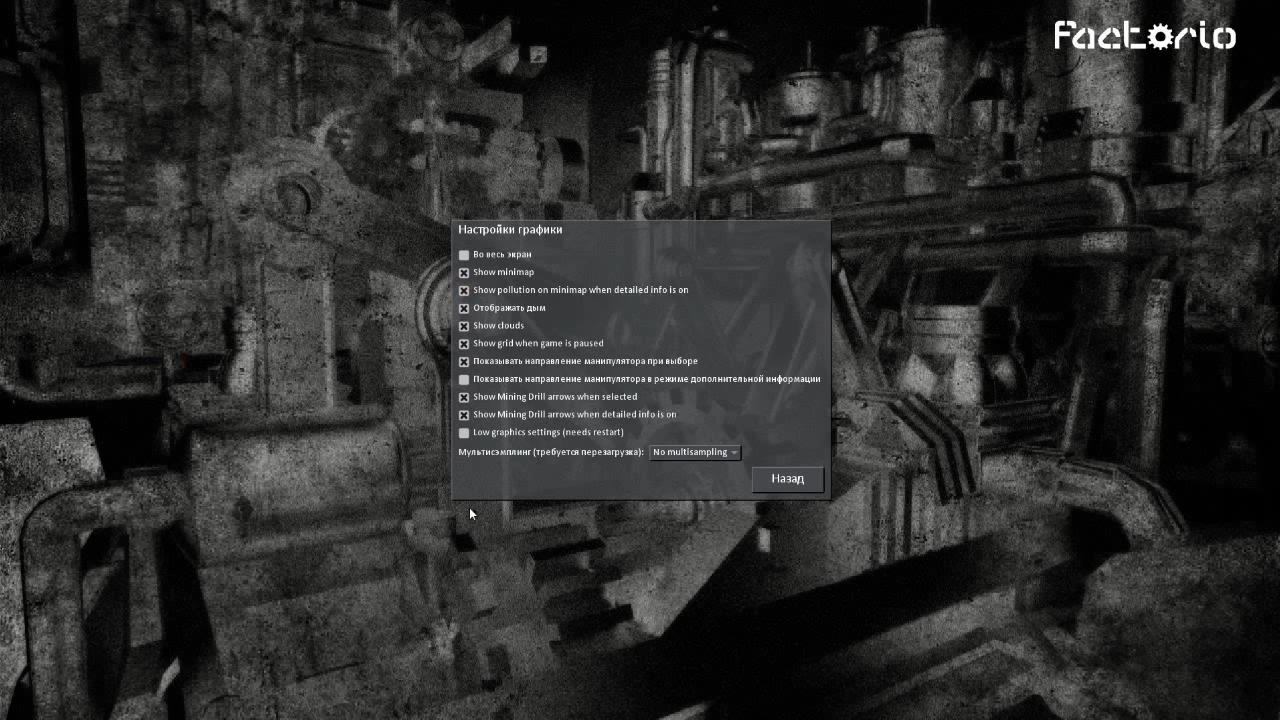 Factorio
Настройки графики
Во весь экран
Show minimap
Show pollution on minimap when detailed info is on
Отображать дым
Show clouds
Show grid when game is paused
Показывать направление манипулятора при выборе
Показывать направление манипулятора в режиме дополнительной информации
Show Mining Drill arrows when selected
Show Mining Drill arrows when detailed info is on
Low graphics settings (needs restart)
Мультисэмплинг (требуется перезагрузка): No multisampling
Назад